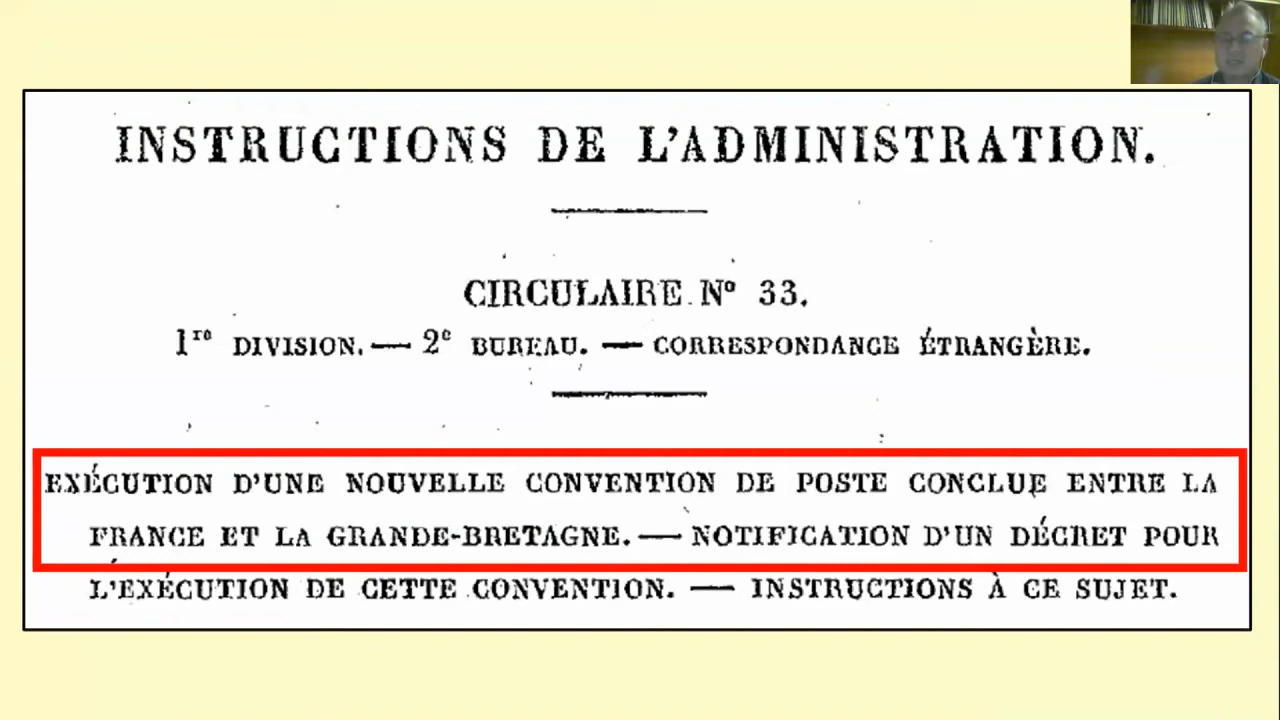 INSTRUCTIONS DE L'ADMINISTRATION.
CIRCULAIRE N° 33.
1re DIVISION. — 2e BUREAU. — CORRESPONDANCE ÉTRANGÈRE.
EXÉCUTION D'UNE NOUVELLE CONVENTION DE POSTE CONCLUE ENTRE LA
FRANCE ET LA GRANDE-BRETAGNE. — NOTIFICATION D'UN DÉCRET POUR
L'EXÉCUTION DE CETTE CONVENTION. — INSTRUCTIONS À CE SUJET.